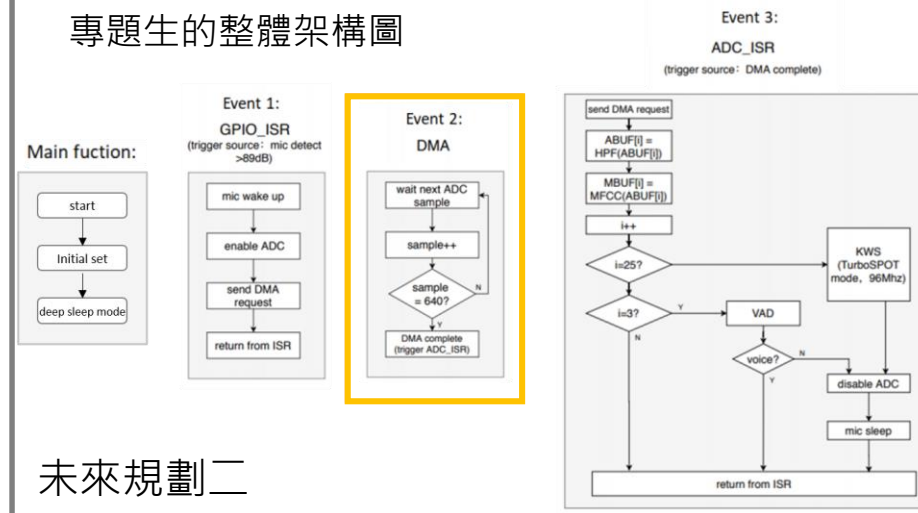 專題生的整體架構圖
Main fuction:
start
Initial set
deep sleep mode
Event 1:
GPIO_ISR
(trigger source：mic detect
>89dB)
mic wake up
enable ADC
send DMA
request
return from ISR
Event 2:
DMA
wait next ADC
sample
sample++
sample
= 640?
N
Y
DMA complete
(trigger ADC_ISR)
Event 3:
ADC_ISR
(trigger source：DMA complete)
send DMA request
ABUF[i] =
HPF(ABUF[i])
MBUF[i] =
MFCC(ABUF[i])
i++
i=25?
KWS
(TurboSPOT
mode，96Mhz)
i=3?
Y
N
VAD
voice?
N
Y
disable ADC
mic sleep
return from ISR
未來規劃二